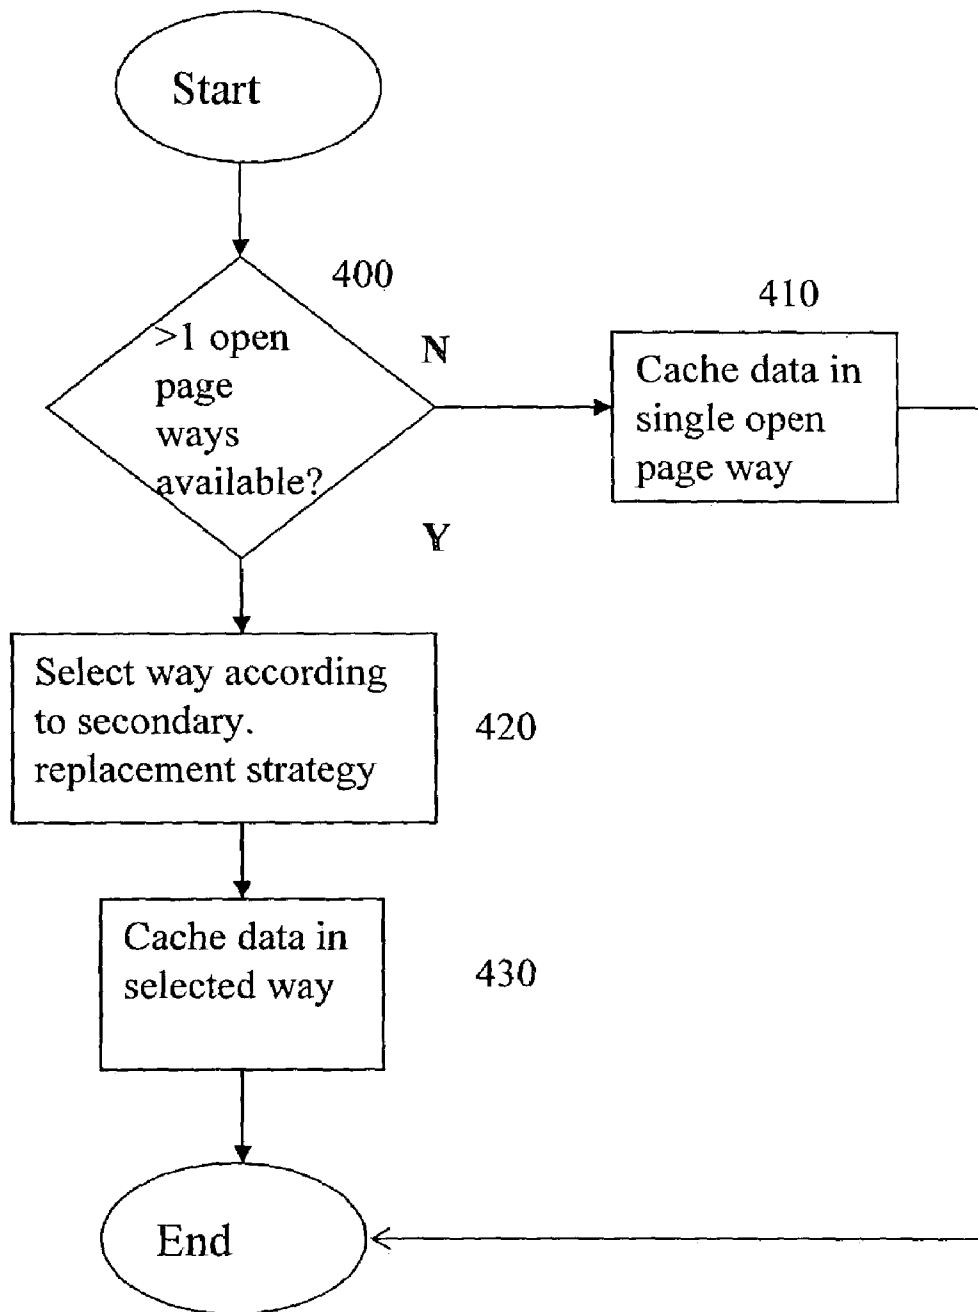 Start
400
>1 open
page
ways
available?
N
410
Cache data in
single open
page way
Y
Select way according
to secondary.
replacement strategy
420
Cache data in
selected way
430
End